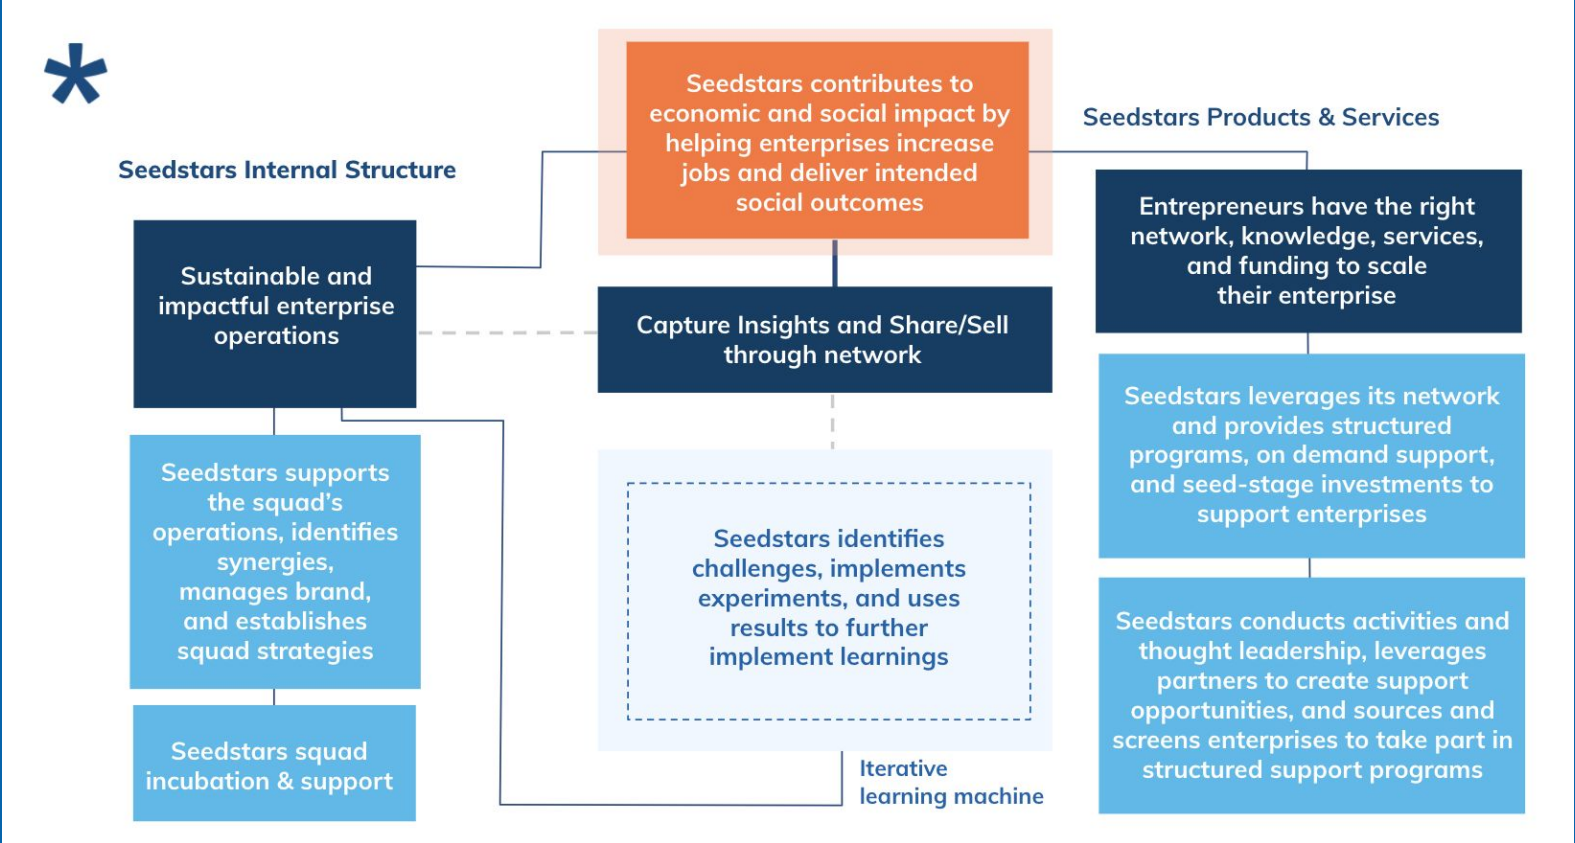 Seedstars contributes to
economic and social impact by
helping enterprises increase
jobs and deliver intended
social outcomes
Seedstars Internal Structure
Sustainable and
impactful enterprise
operations
Seedstars supports
the squad’s
operations, identifies
synergies,
manages brand,
and establishes
squad strategies
Seedstars squad
incubation & support
Capture Insights and Share/Sell
through network
Seedstars identifies
challenges, implements
experiments, and uses
results to further
implement learnings
Iterative
learning machine
Seedstars Products & Services
Entrepreneurs have the right
network, knowledge, services,
and funding to scale
their enterprise
Seedstars leverages its network
and provides structured
programs, on demand support,
and seed-stage investments to
support enterprises
Seedstars conducts activities and
thought leadership, leverages
partners to create support
opportunities, and sources and
screens enterprises to take part in
structured support programs